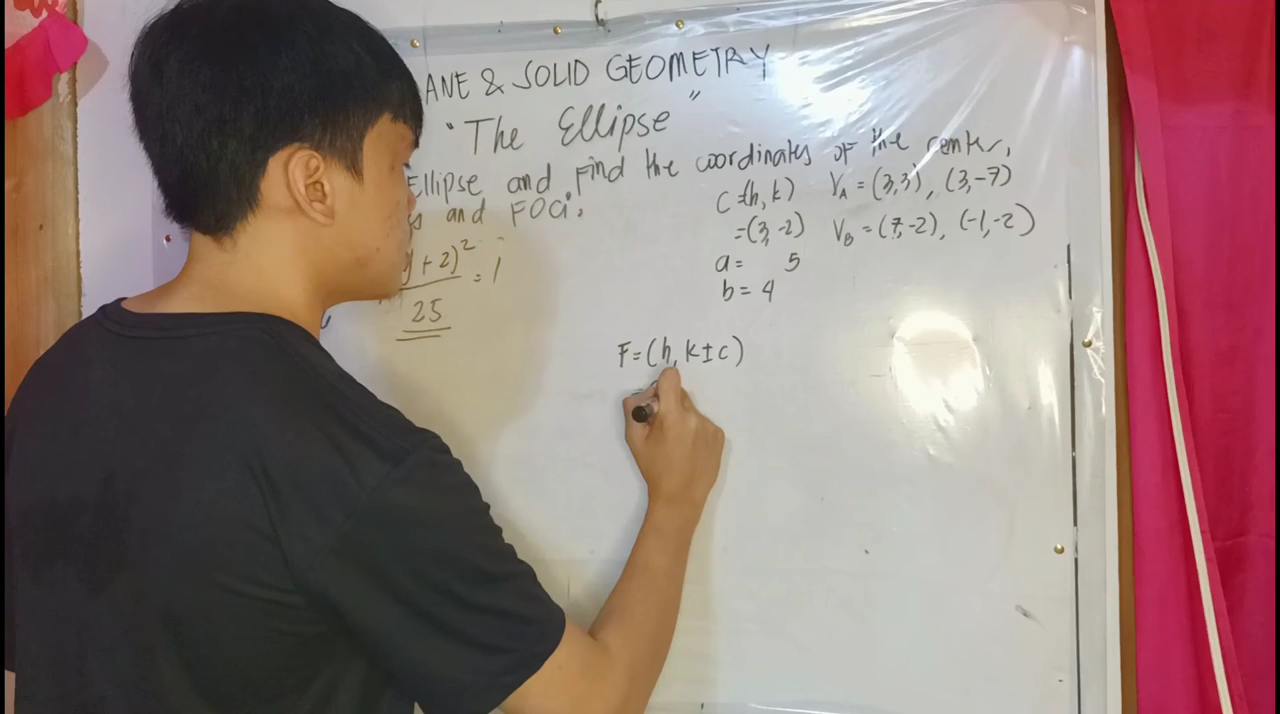 ANE & SOLID GEOMETRY
"The Ellipse"
Ellipse and Find the coordinates of the center,
s and FOCi.
y + 2)² = 1
25
C = (h, k)
= (3, -2)
a = 5
b = 4
V_A = (3,3), (3,-7)
V_B = (7,-2), (-1,-2)
F = (h, k ± c)